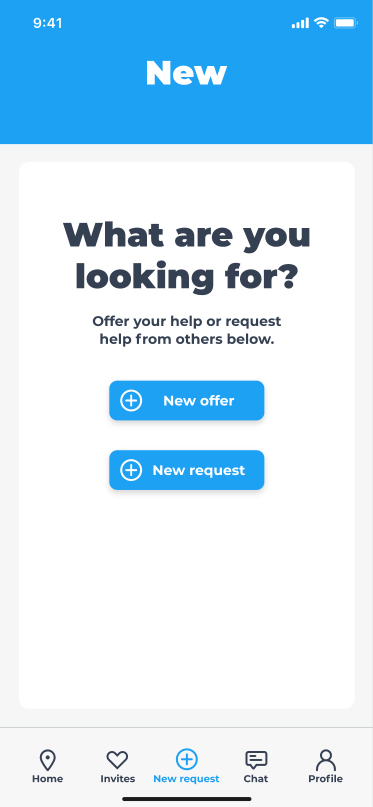 9:41
New
What are you
looking for?
Offer your help or request
help from others below.
New offer
New request
Home
Invites
New request
Chat
Profile